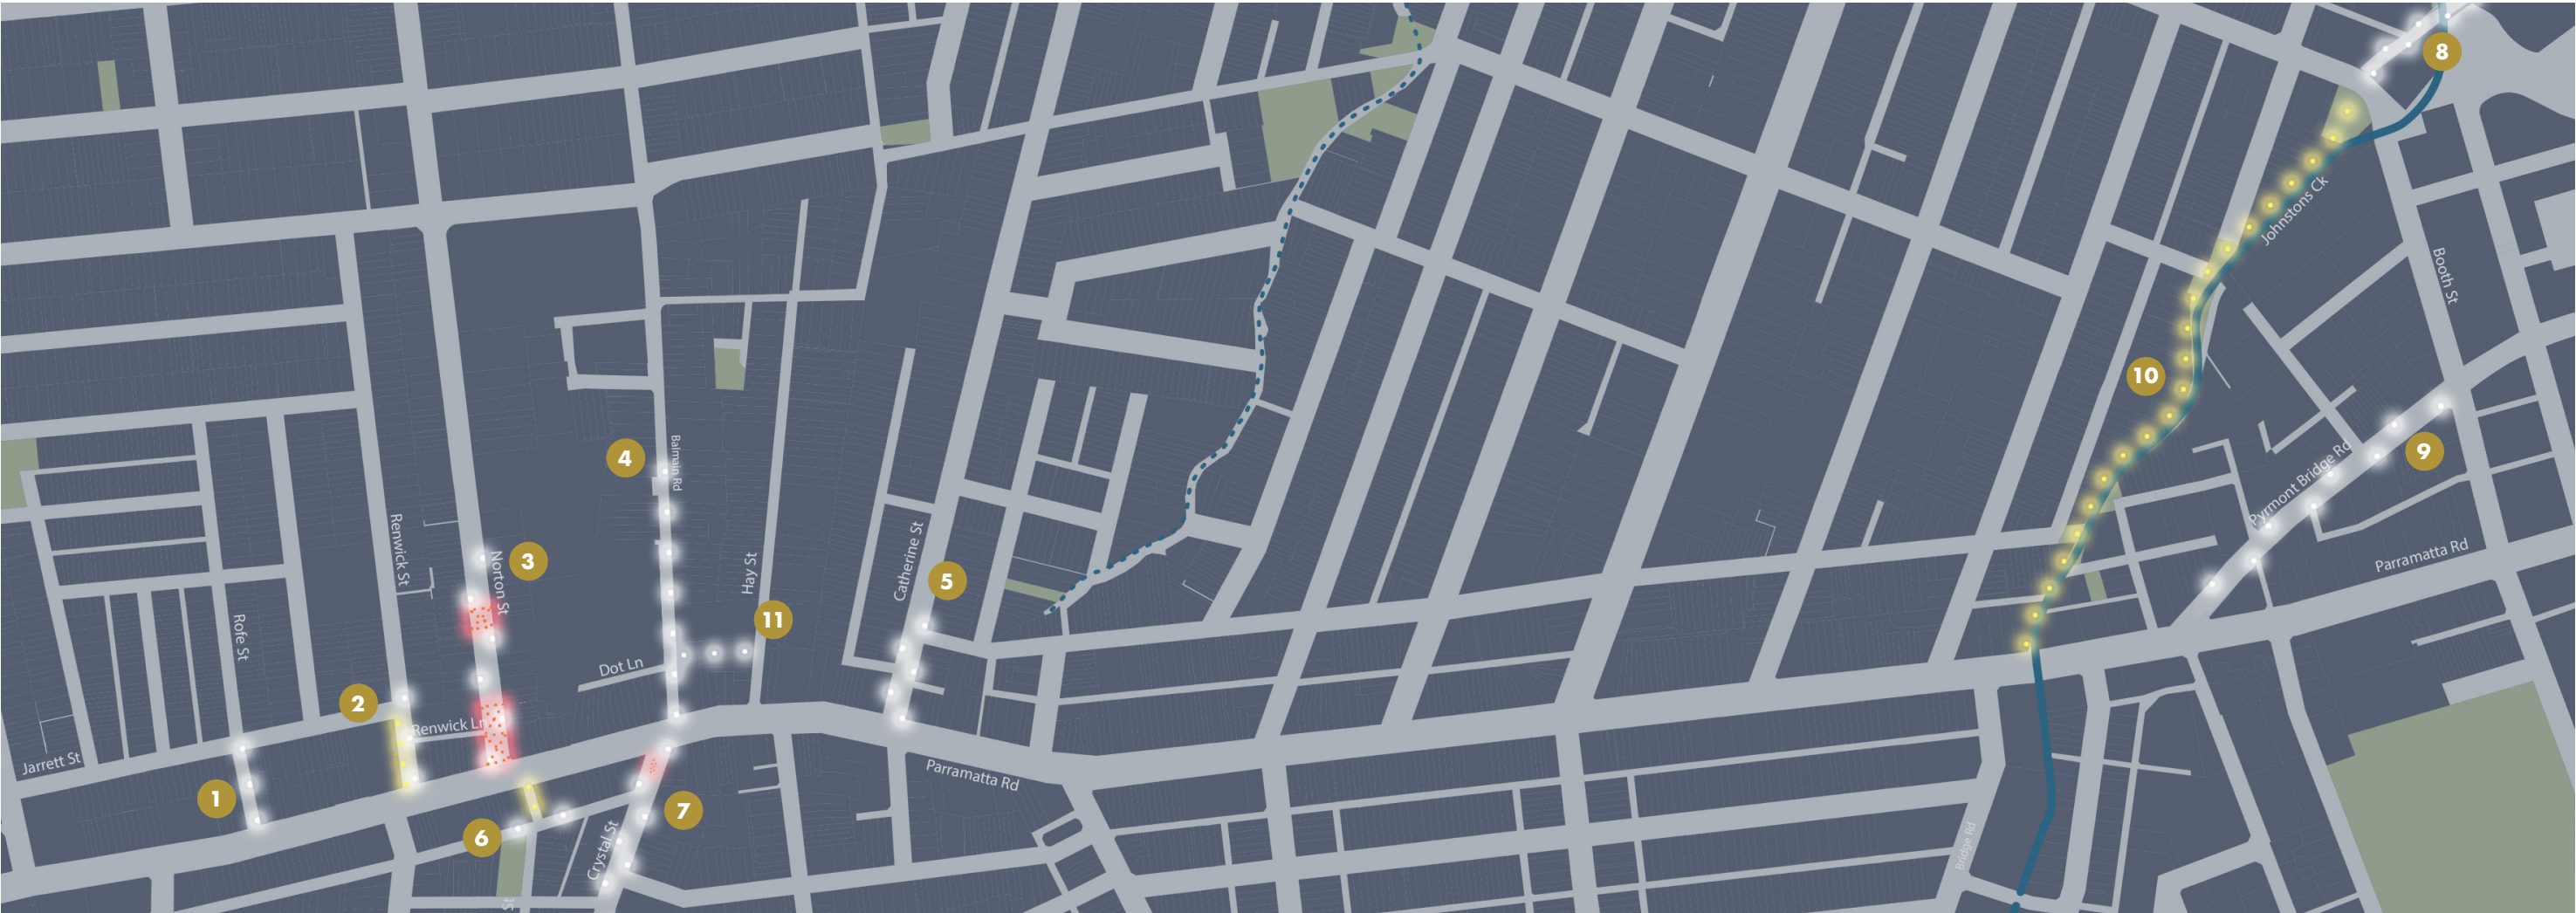 8
Johnstons Ck
Booth St
10
Balmain Rd
4
9
Pyrmont Bridge Rd
Renwick St
Norton St
3
Hay St
Catherine St
5
Parramatta Rd
Rofe St
11
Dot Ln
2
Renwick Ln
Jarrett St
Parramatta Rd
1
7
6
Crystal St
Bridge Rd
St